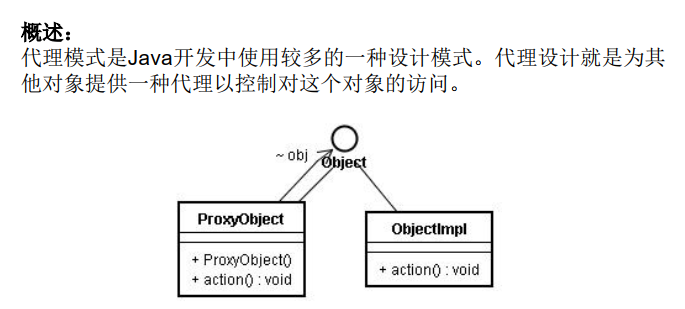 概述：
代理模式是Java开发中使用较多的一种设计模式。代理设计就是为其
他对象提供一种代理以控制对这个对象的访问。
~ obj
Object
ProxyObject
+ ProxyObject()
+ action() : void
ObjectImpl
+ action() : void